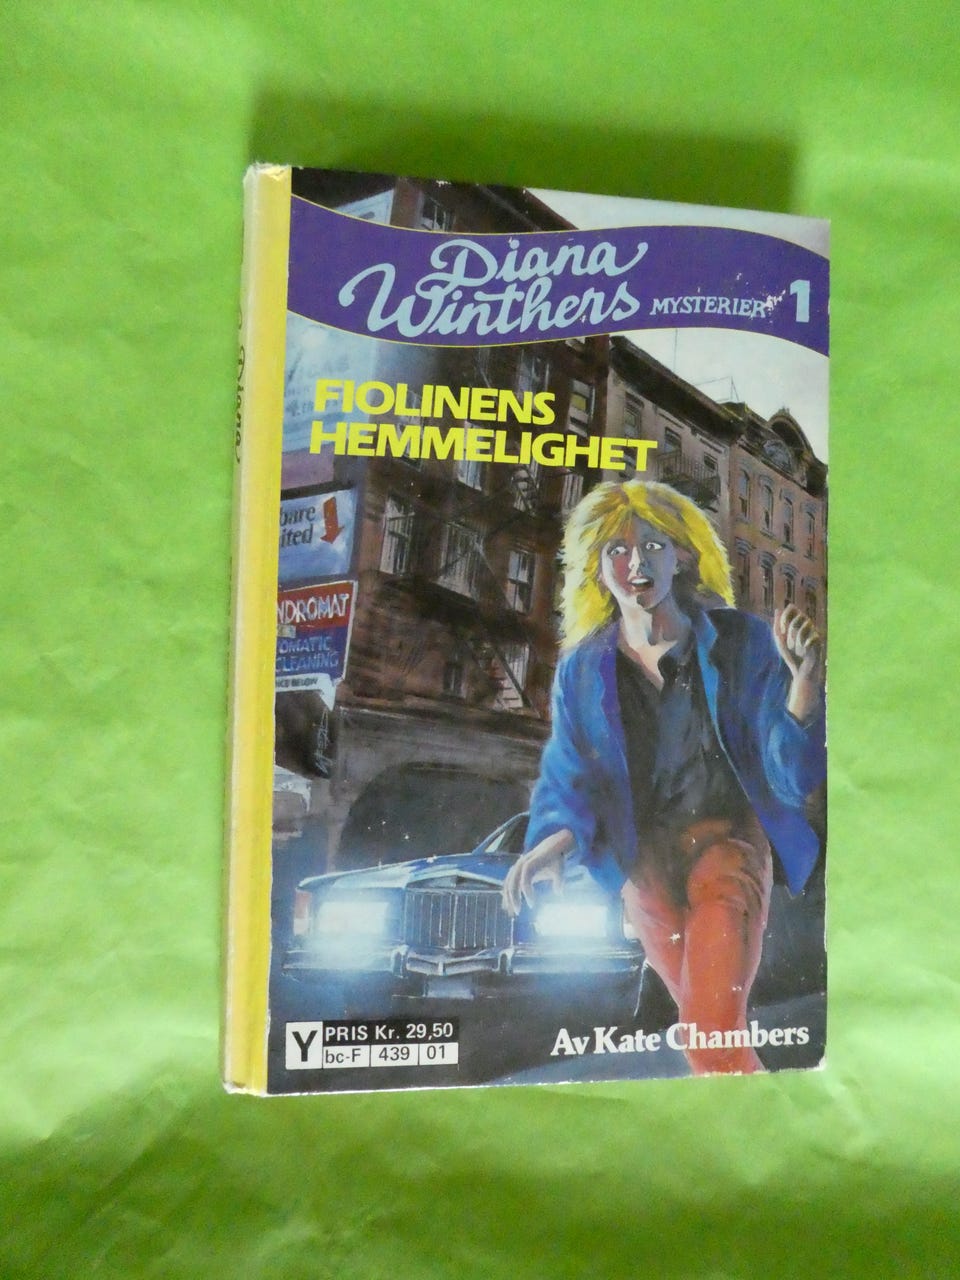 Diana
Winthers MYSTERIER 1
FIOLINENS
HEMMELIGHET
NDROMAT
OMATIC
CLEANING
Av Kate Chambers
Y PRIS Kr. 29,50
bc-F 439 01
Diana